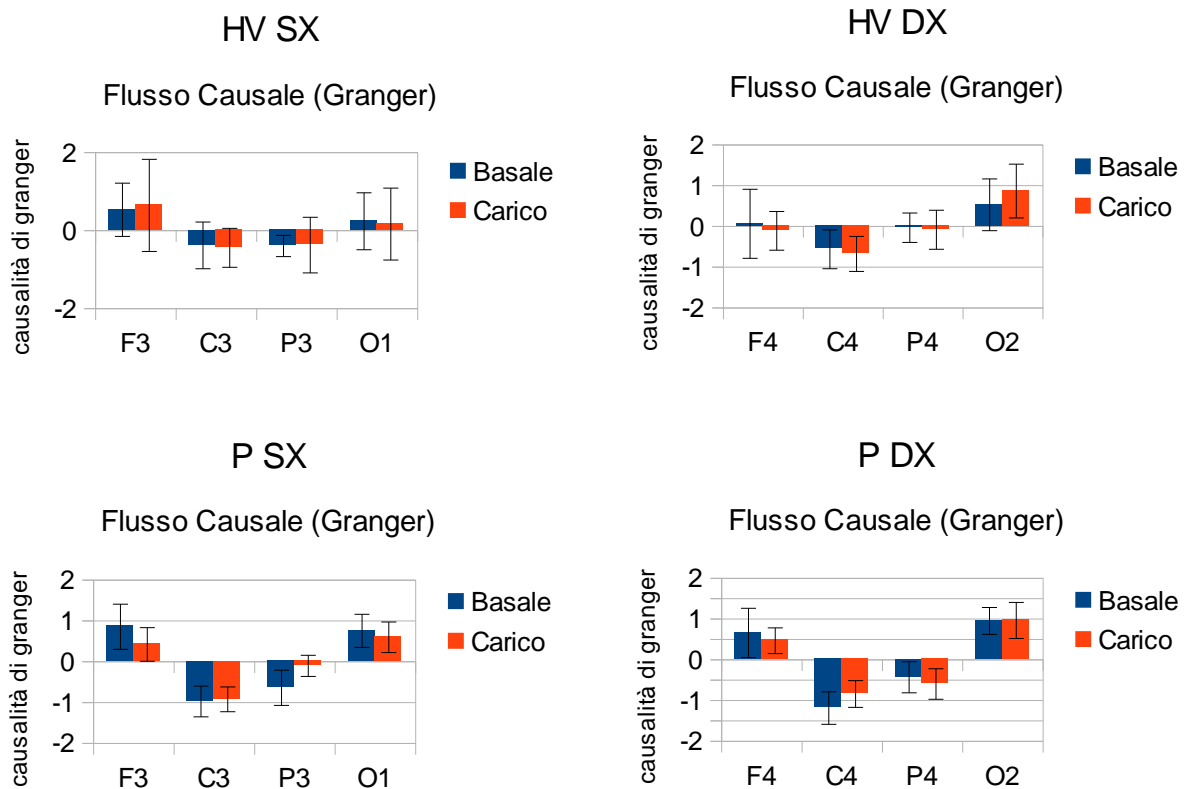 HV SX
Flusso Causale (Granger)
causalità di granger
2
0
-2
F3 C3 P3 O1
Basale
Carico
HV DX
Flusso Causale (Granger)
causalità di granger
2
1
0
-1
-2
F4 C4 P4 O2
Basale
Carico
P SX
Flusso Causale (Granger)
causalità di granger
2
1
0
-1
-2
F3 C3 P3 O1
Basale
Carico
P DX
Flusso Causale (Granger)
causalità di granger
2
1
0
-1
-2
F4 C4 P4 O2
Basale
Carico